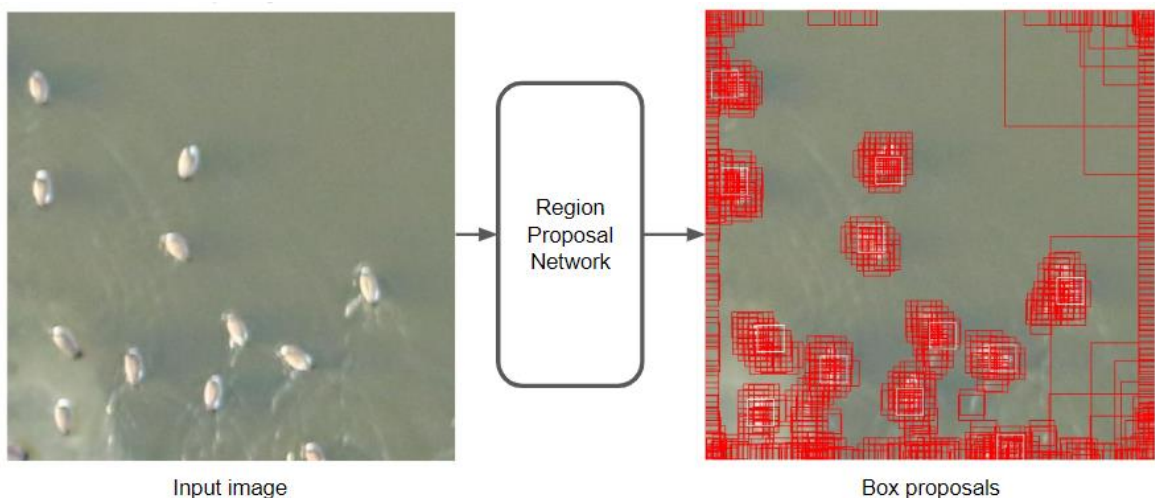 Region
Proposal
Network
Input image
Box proposals